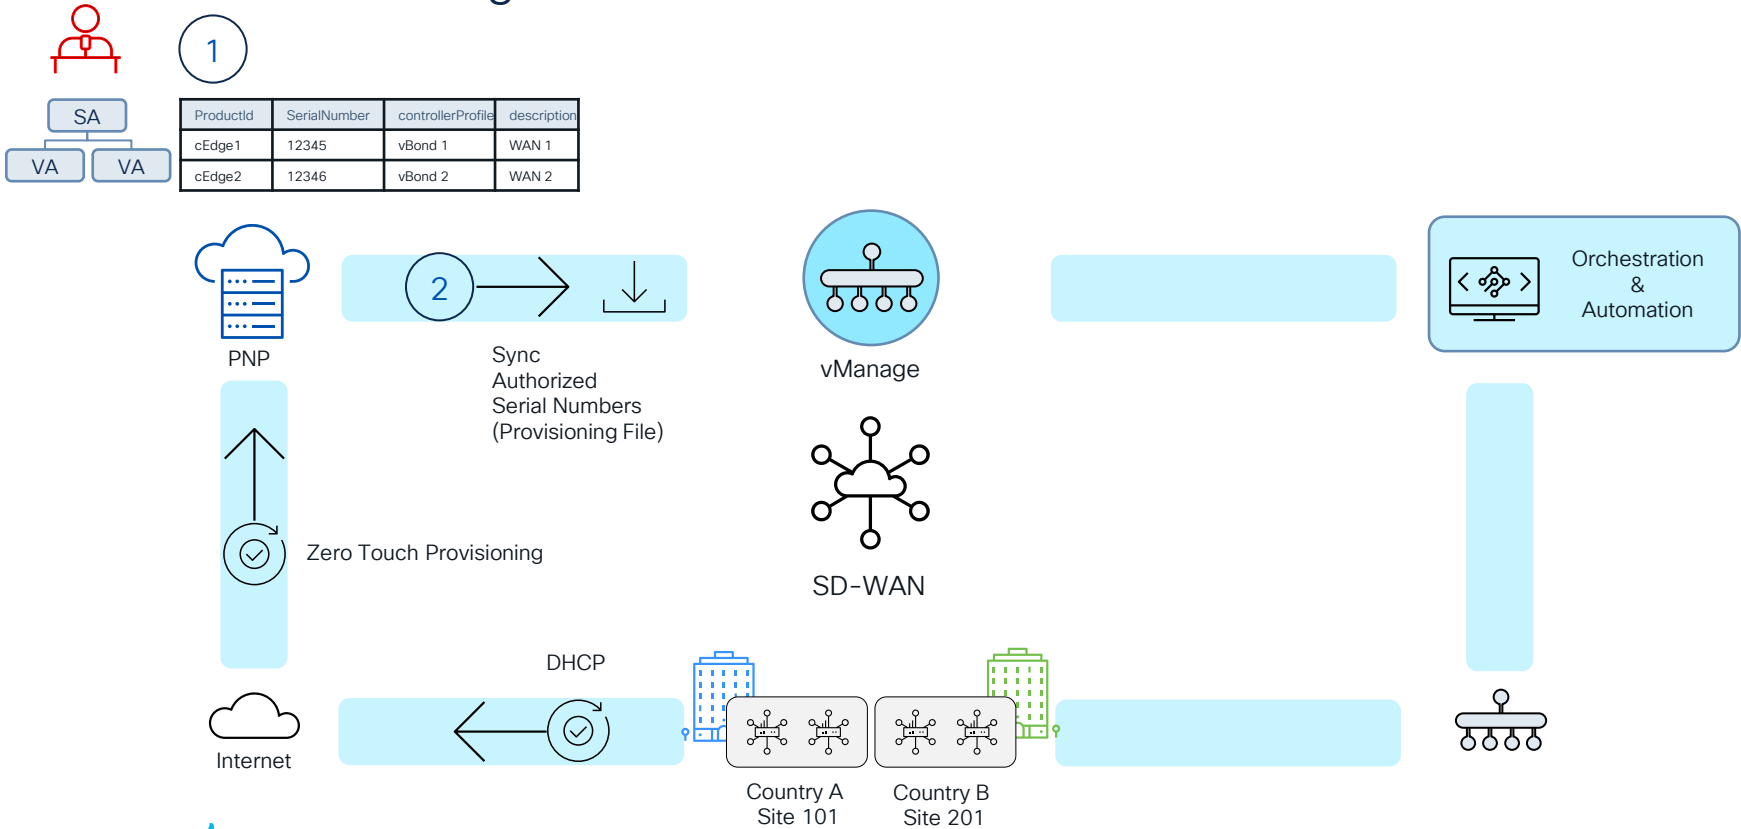 1
SA
VA VA
ProductId SerialNumber controllerProfile description
cEdge1 12345 vBond 1 WAN 1
cEdge2 12346 vBond 2 WAN 2
2
PNP
Sync
Authorized
Serial Numbers
(Provisioning File)
vManage
Orchestration
&
Automation
Zero Touch Provisioning
SD-WAN
DHCP
Internet
Country A
Site 101
Country B
Site 201